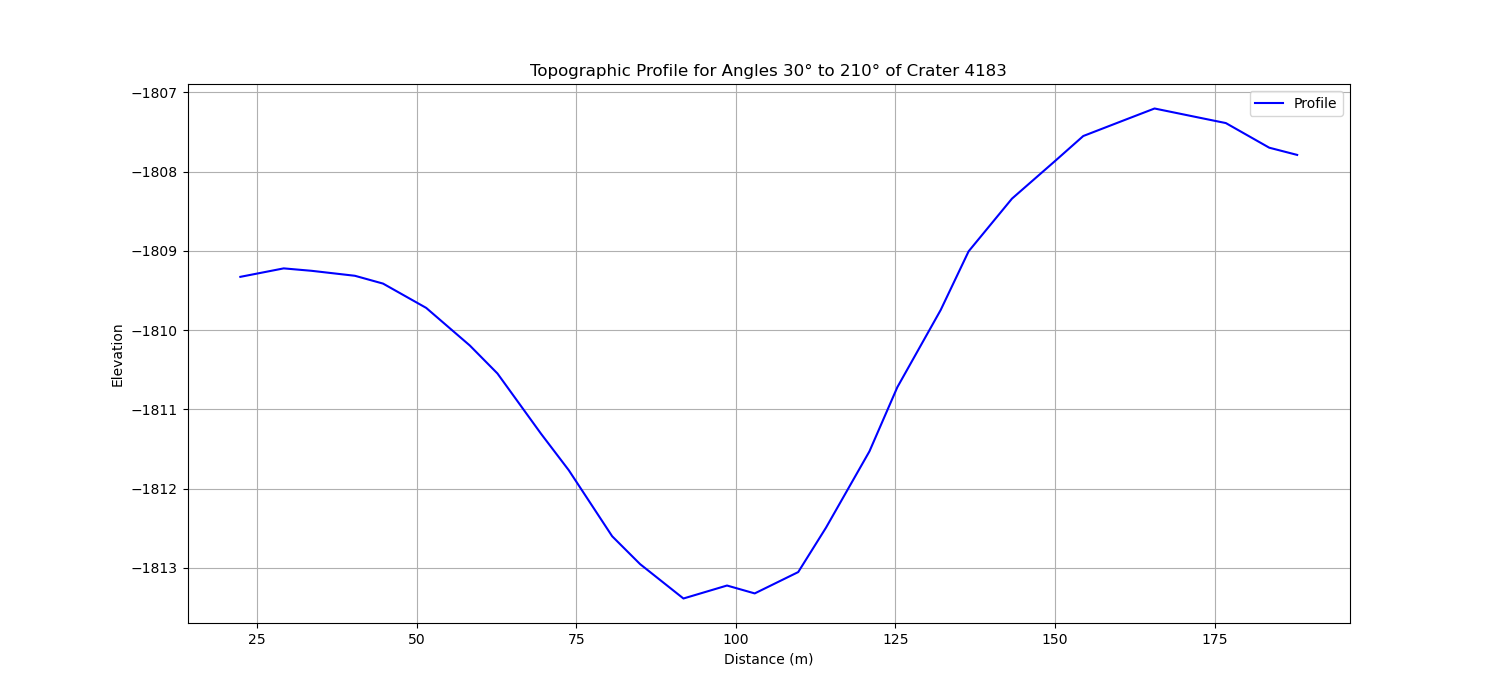 Topographic Profile for Angles 30° to 210° of Crater 4183
Profile
−1807
−1808
−1809
−1810
−1811
−1812
−1813
Elevation
25 50 75 100 125 150 175
Distance (m)